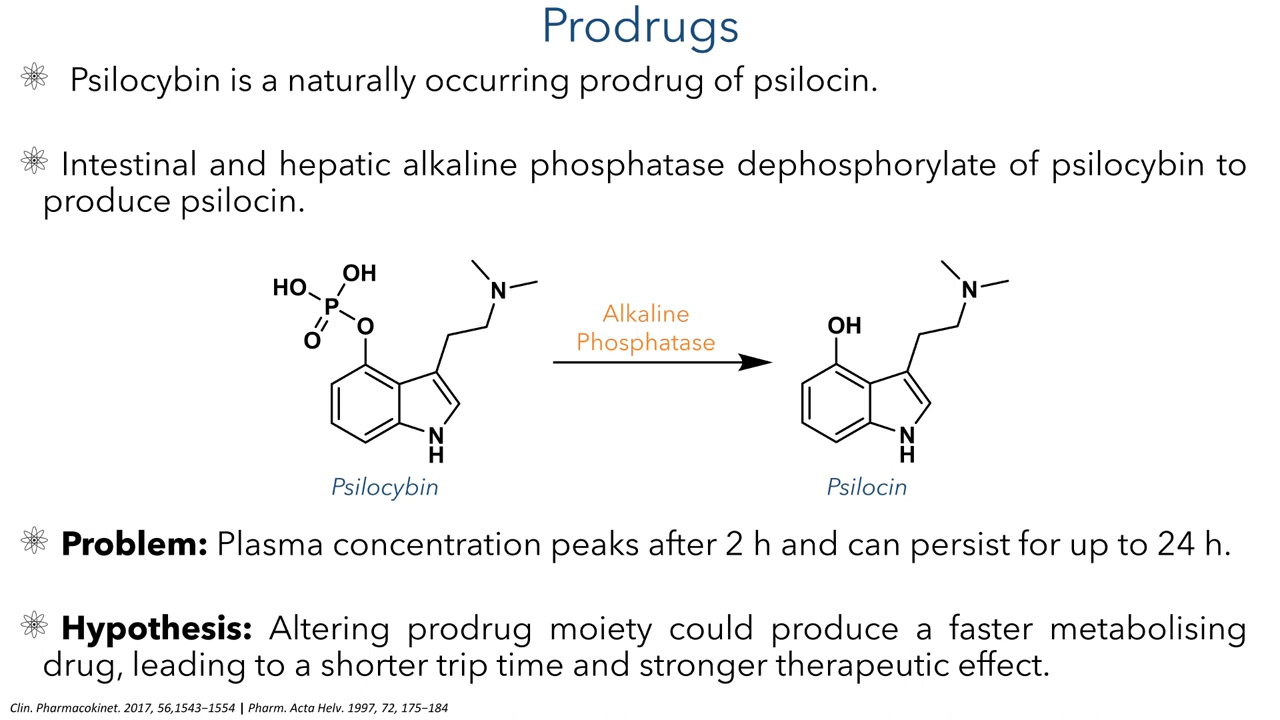 Prodrugs
Psilocybin is a naturally occurring prodrug of psilocin.
Intestinal and hepatic alkaline phosphatase dephosphorylate of psilocybin to
produce psilocin.
OH
HO
P
O
O
N
N
H
Psilocybin
Alkaline
Phosphatase
OH
N
N
H
Psilocin
Problem: Plasma concentration peaks after 2 h and can persist for up to 24 h.
Hypothesis: Altering prodrug moiety could produce a faster metabolising
drug, leading to a shorter trip time and stronger therapeutic effect.
Clin. Pharmacokinet. 2017, 56,1543−1554 | Pharm. Acta Helv. 1997, 72, 175−184